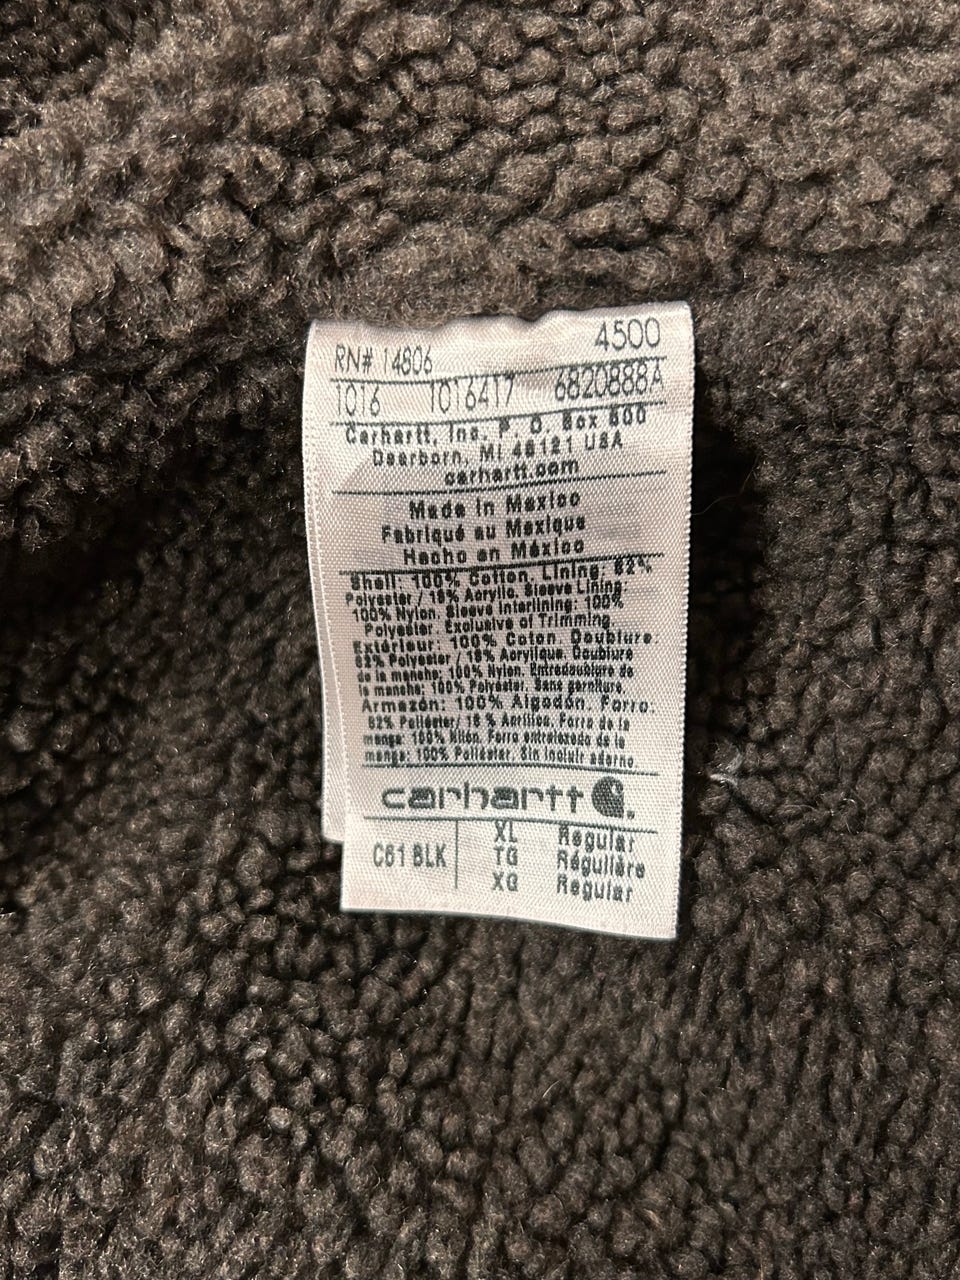 RN# 14806 4500
1016 1016417 6820888A
Carhartt, Inc. P. O. Box 600
Dearborn, MI 48121 USA
carhartt.com
Made in Mexico
Fabriqué au Mexique
Hecho en México
Shell: 100% Cotton. Lining: 82%
Polyester / 18% Acrylic. Sleeve Lining:
100% Nylon. Sleeve Interlining: 100%
Polyester. Exclusive of Trimming
Extérieur: 100% Coton. Doublure:
82% Polyester / 18% Acrylique. Doublure
de la manche: 100% Nylon. Entredoublure de
la manche: 100% Polyester. Sans garniture.
Armazón: 100% Algodón. Forro:
82% Poliéster/ 18 % Acrílico. Forro de la
manga: 100% Nilón. Forro entrelazado de la
manga: 100% Poliéster. Sin incluir adorno
carhartt
C61 BLK XL Regular
TG Régulière
XG Regular